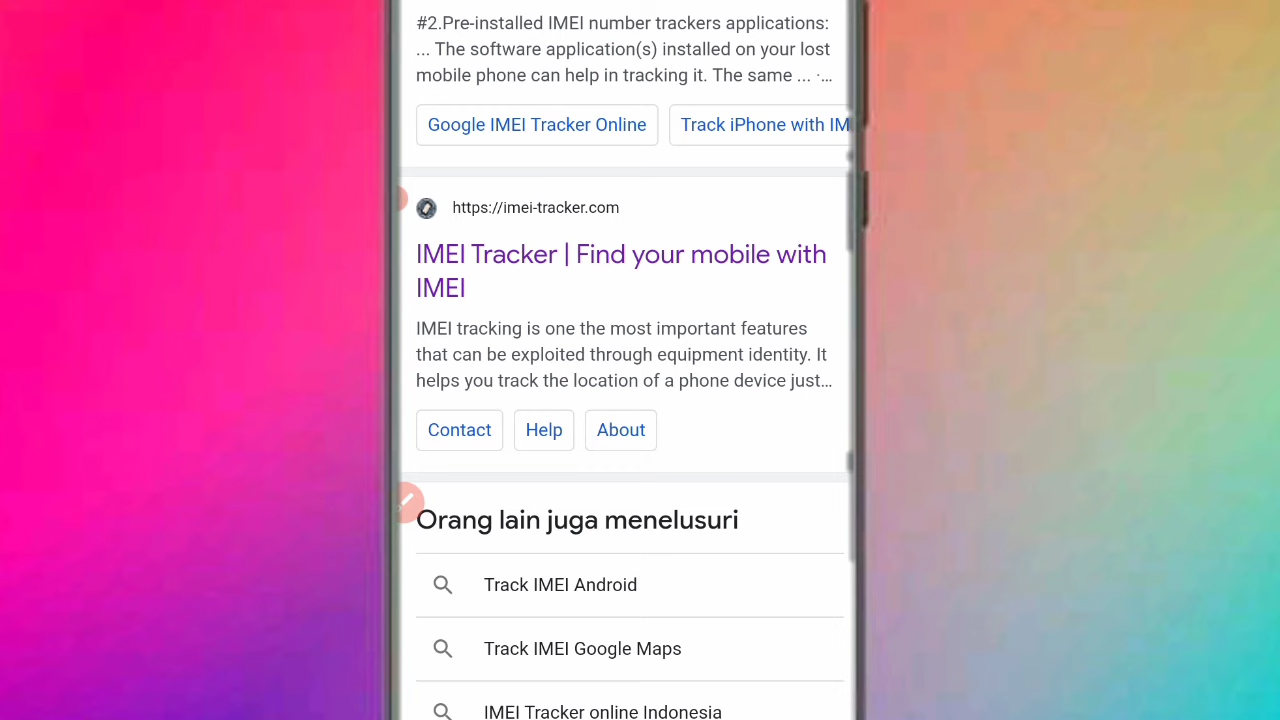 #2.Pre-installed IMEI number trackers applications:
... The software application(s) installed on your lost
mobile phone can help in tracking it. The same ... ·...
Google IMEI Tracker Online
Track iPhone with IM
https://imei-tracker.com
IMEI Tracker | Find your mobile with
IMEI
IMEI tracking is one the most important features
that can be exploited through equipment identity. It
helps you track the location of a phone device just...
Contact
Help
About
Orang lain juga menelusuri
Track IMEI Android
Track IMEI Google Maps
IMEI Tracker online Indonesia